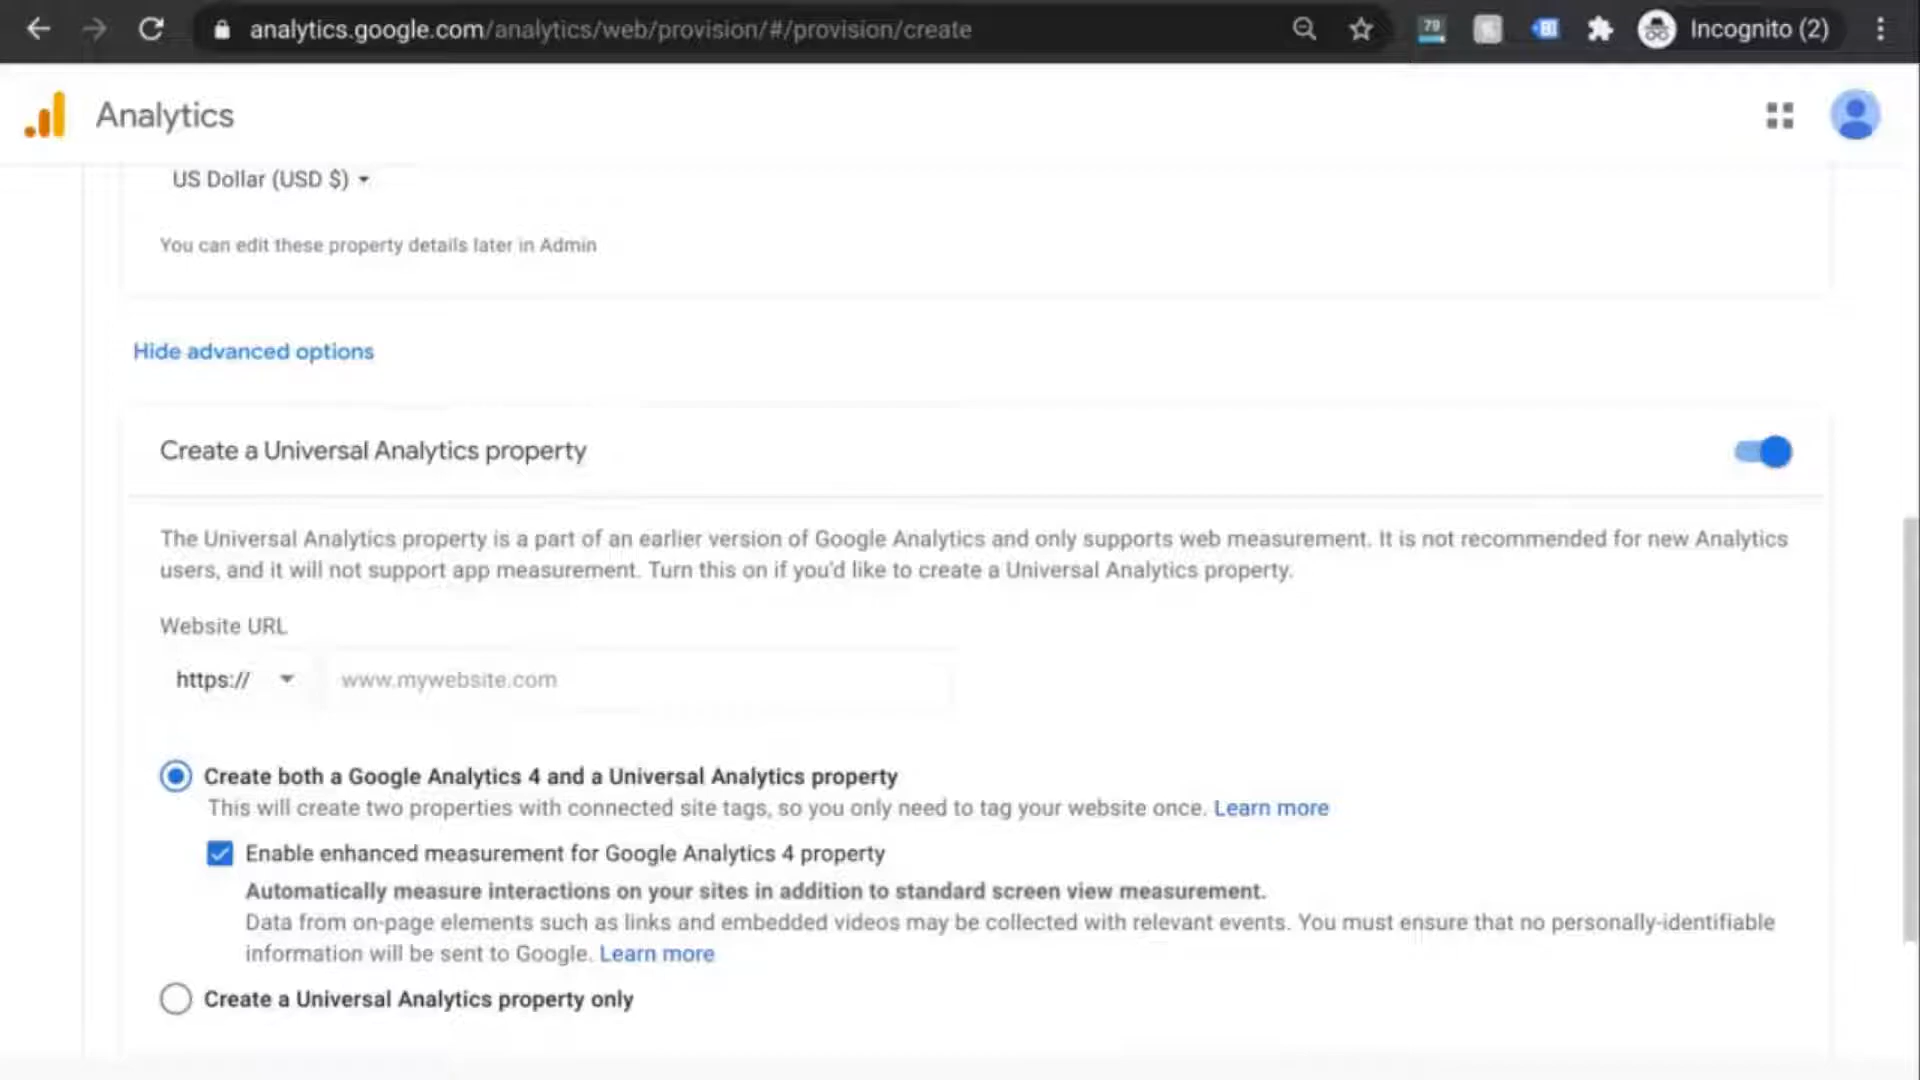 analytics.google.com/analytics/web/provision/#/provision/create
79
Incognito (2)
Analytics
US Dollar (USD $)
You can edit these property details later in Admin
Hide advanced options
Create a Universal Analytics property
The Universal Analytics property is a part of an earlier version of Google Analytics and only supports web measurement. It is not recommended for new Analytics
users, and it will not support app measurement. Turn this on if you'd like to create a Universal Analytics property.
Website URL
https://
www.mywebsite.com
Create both a Google Analytics 4 and a Universal Analytics property
This will create two properties with connected site tags, so you only need to tag your website once. Learn more
Enable enhanced measurement for Google Analytics 4 property
Automatically measure interactions on your sites in addition to standard screen view measurement.
Data from on-page elements such as links and embedded videos may be collected with relevant events. You must ensure that no personally-identifiable
information will be sent to Google. Learn more
Create a Universal Analytics property only